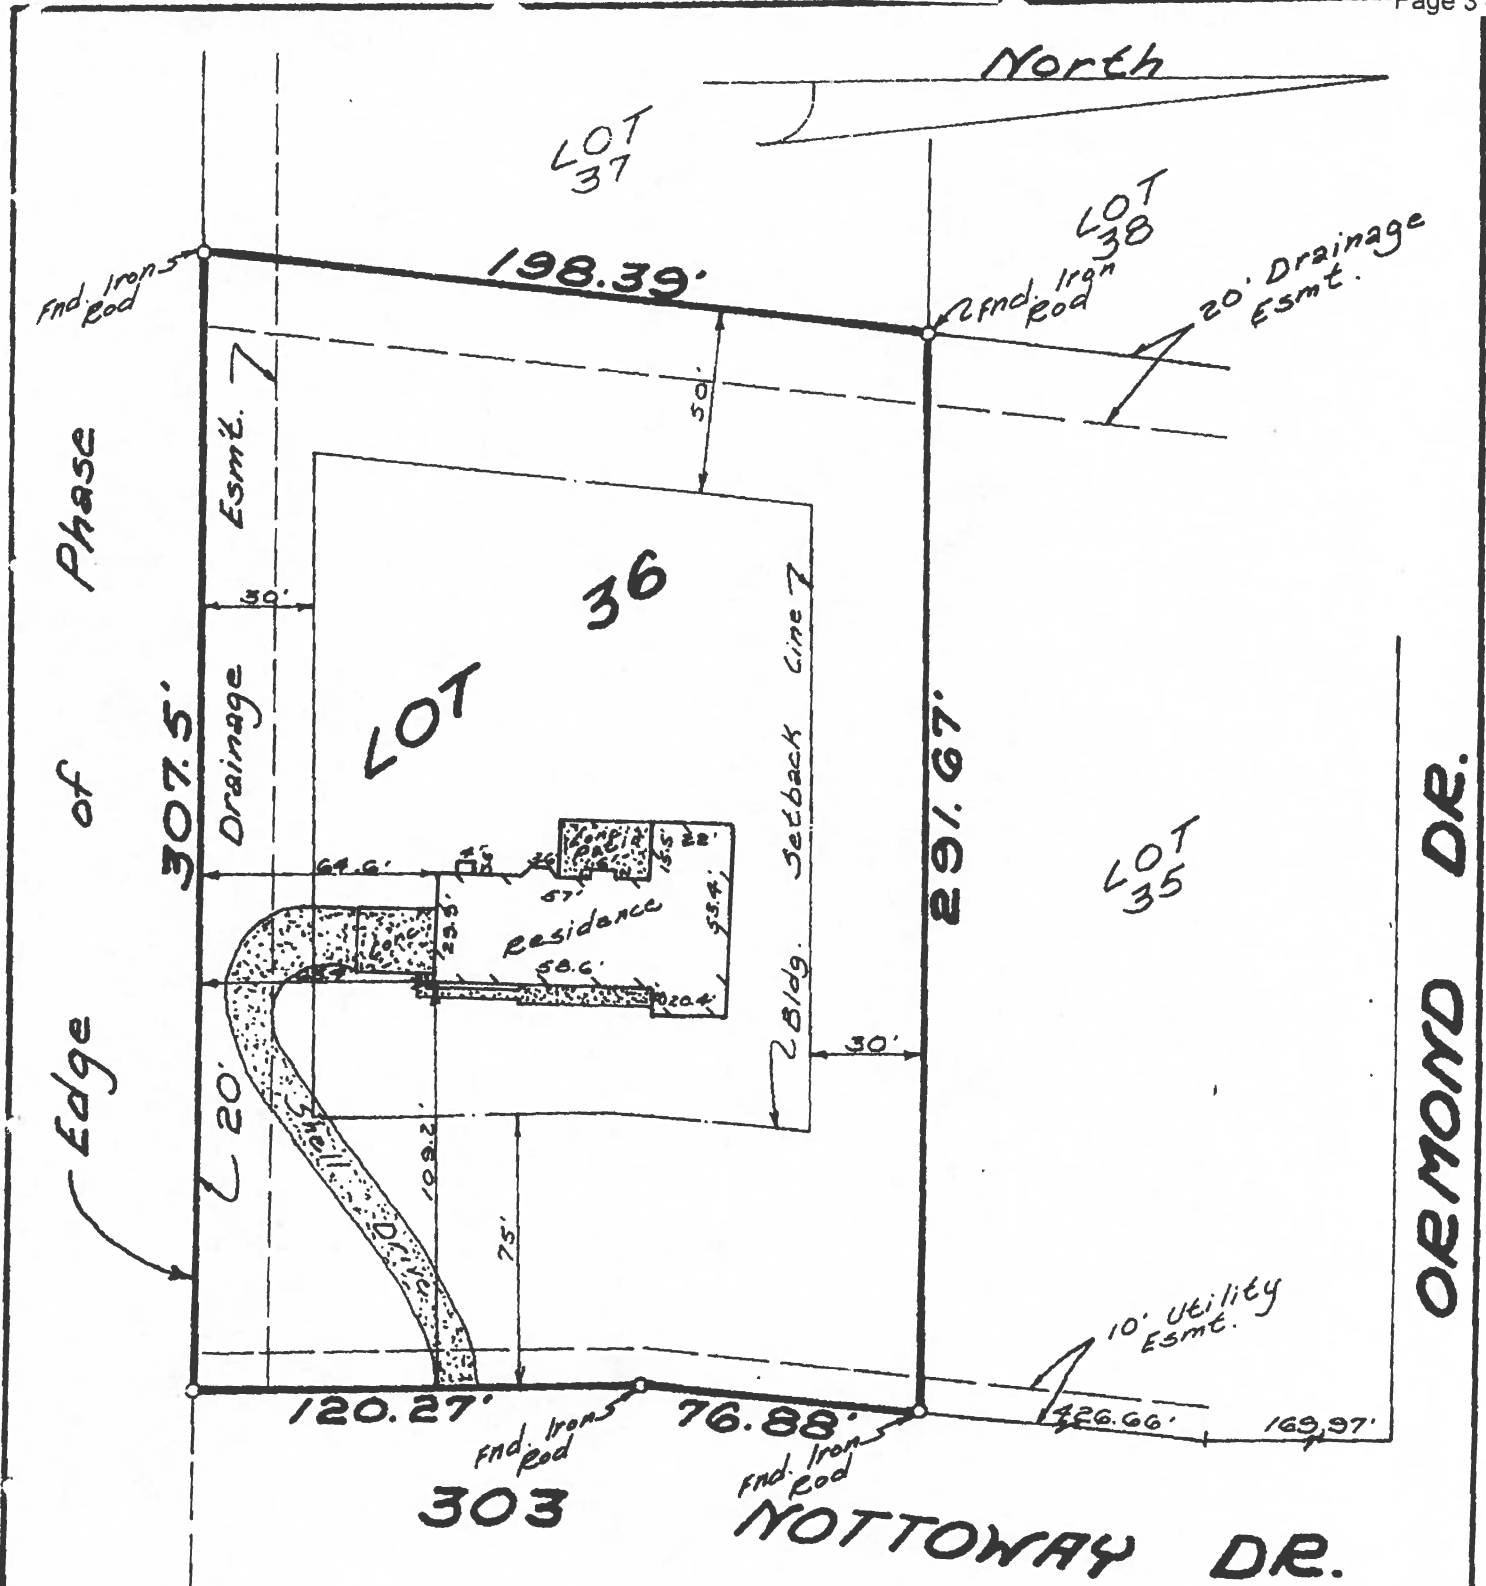 Page 3
North
LOT
37
LOT
38
20' Drainage
Esmt.
198.39'
Fnd. Iron
Rod
Fnd. Iron
Rod
50'
Esmt.
Drainage
20'
30'
LOT 36
Edge of Phase
307.5'
291.67'
Bldg. Setback Line
30'
LOT
35
ORMOND DR.
64.6'
22'
15.5'
57'
Residence
53.4'
23.5'
Conc.
58.6'
20.4'
109.2'
75'
Shell Drive
10' Utility
Esmt.
120.27'
76.88'
426.66'
169.97'
Fnd. Iron
Rod
Fnd. Iron
Rod
303 NOTTOWAY DR.